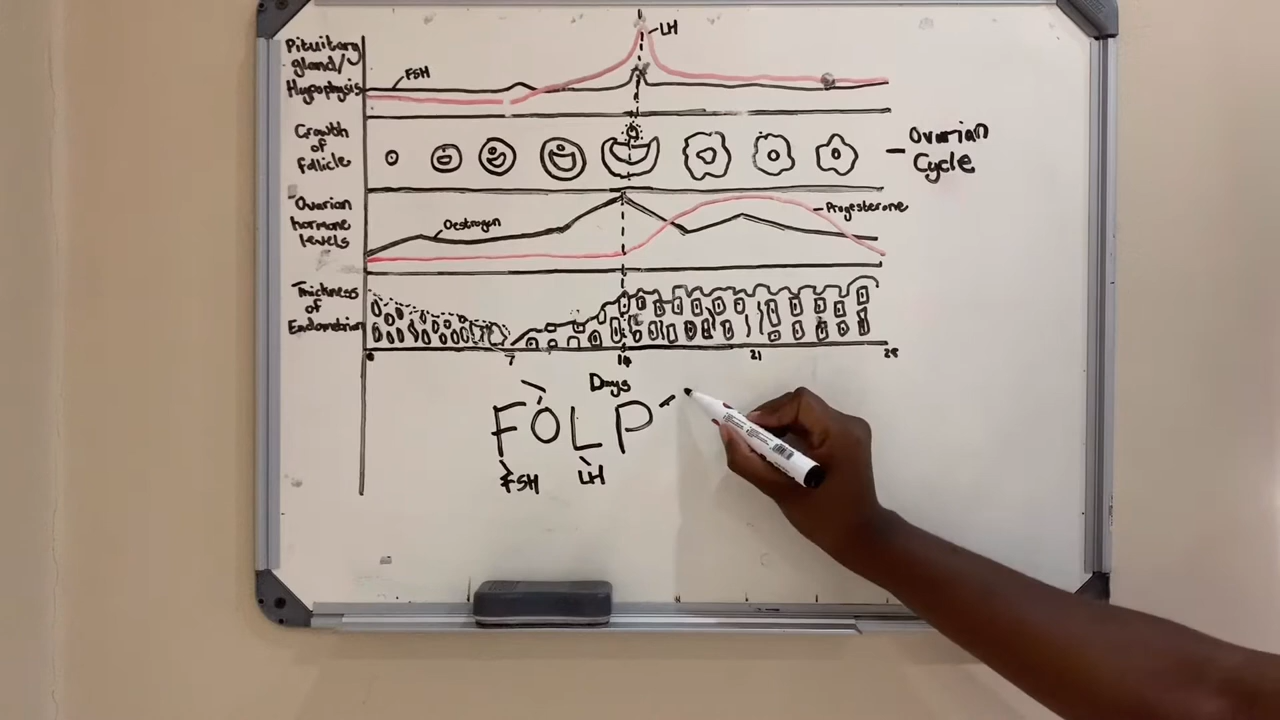 Pituitary
gland/
Hypophysis
FSH
LH
Growth
of
follicle
Ovarian
Cycle
Ovarian
hormone
levels
Oestrogen
Progesterone
Thickness
of
Endometrium
0 7 14 21 28
Days
FOLP
FSH LH